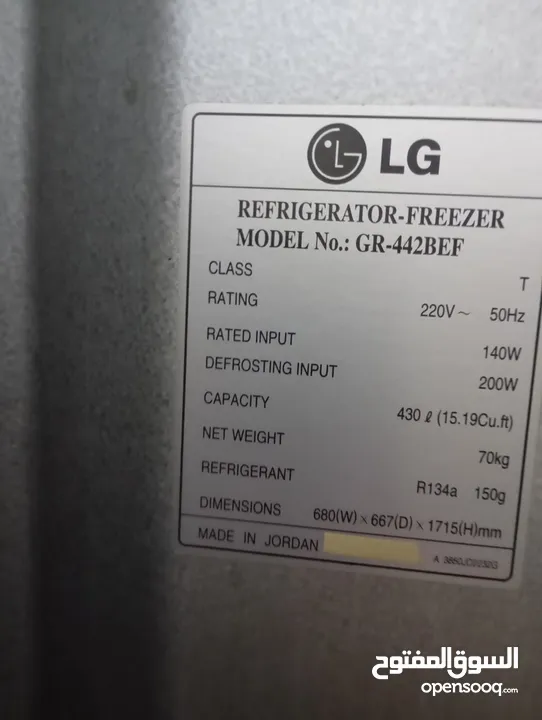 LG
REFRIGERATOR-FREEZER
MODEL No.: GR-442BEF
CLASS T
RATING 220V~ 50Hz
RATED INPUT 140W
DEFROSTING INPUT 200W
CAPACITY 430 ℓ (15.19Cu.ft)
NET WEIGHT 70kg
REFRIGERANT R134a 150g
DIMENSIONS 680(W) × 667(D) × 1715(H)mm
MADE IN JORDAN
السوق المفتوح
opensooq.com